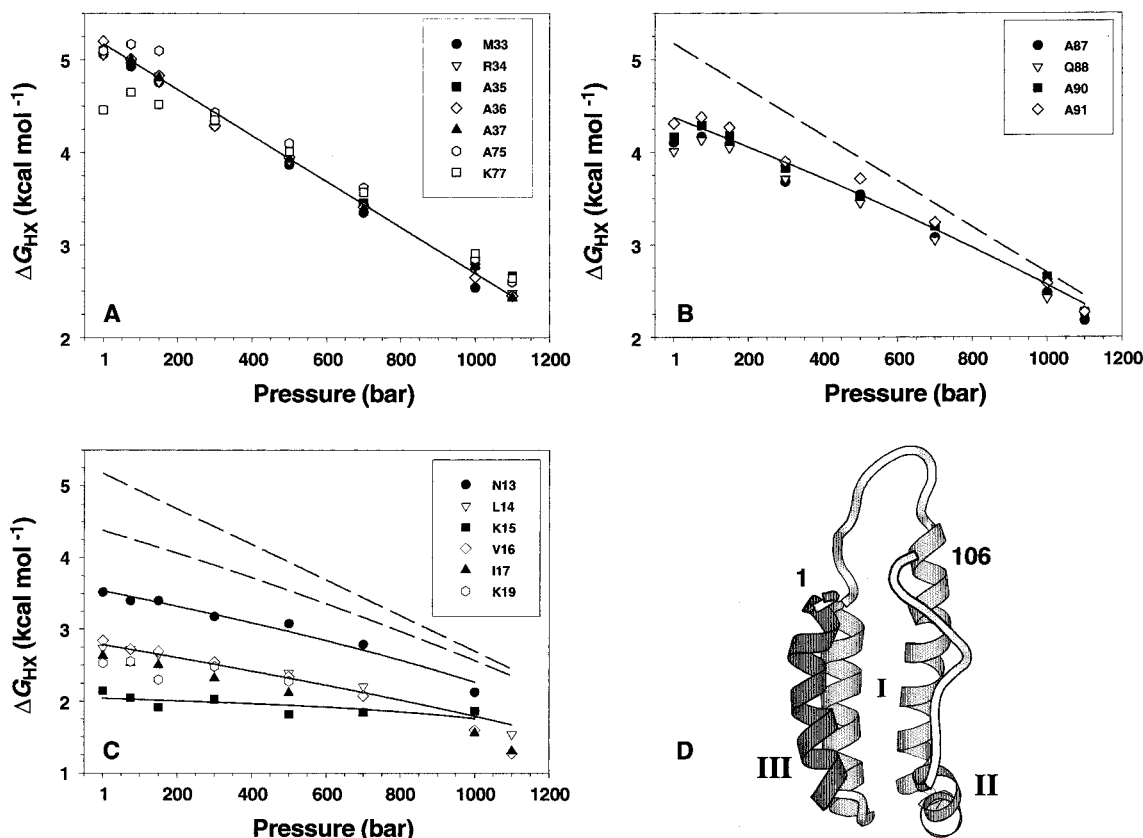 ΔG_HX (kcal mol⁻¹)
5
4
3
2
M33
R34
A35
A36
A37
A75
K77
A
1 200 400 600 800 1000 1200
Pressure (bar)
ΔG_HX (kcal mol⁻¹)
5
4
3
2
A87
Q88
A90
A91
B
1 200 400 600 800 1000 1200
Pressure (bar)
ΔG_HX (kcal mol⁻¹)
5
4
3
2
1
N13
L14
K15
V16
I17
K19
C
1 200 400 600 800 1000 1200
Pressure (bar)
1
106
I
D
III
II